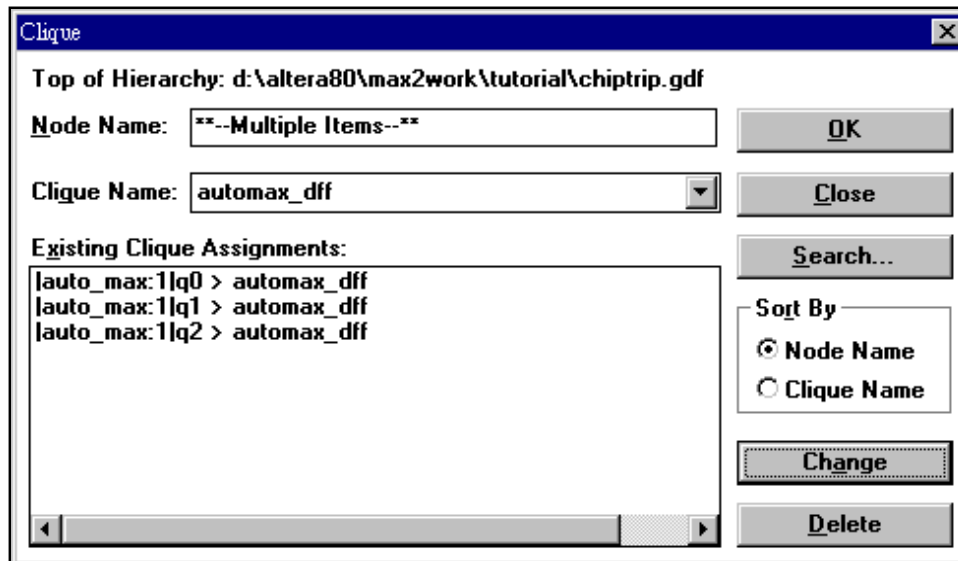 Clique
Top of Hierarchy: d:\altera80\max2work\tutorial\chiptrip.gdf
Node Name: **--Multiple Items--**
OK
Clique Name: automax_dff
Close
Existing Clique Assignments:
Search...
|auto_max:1|q0 > automax_dff
|auto_max:1|q1 > automax_dff
|auto_max:1|q2 > automax_dff
Sort By
Node Name
Clique Name
Change
Delete